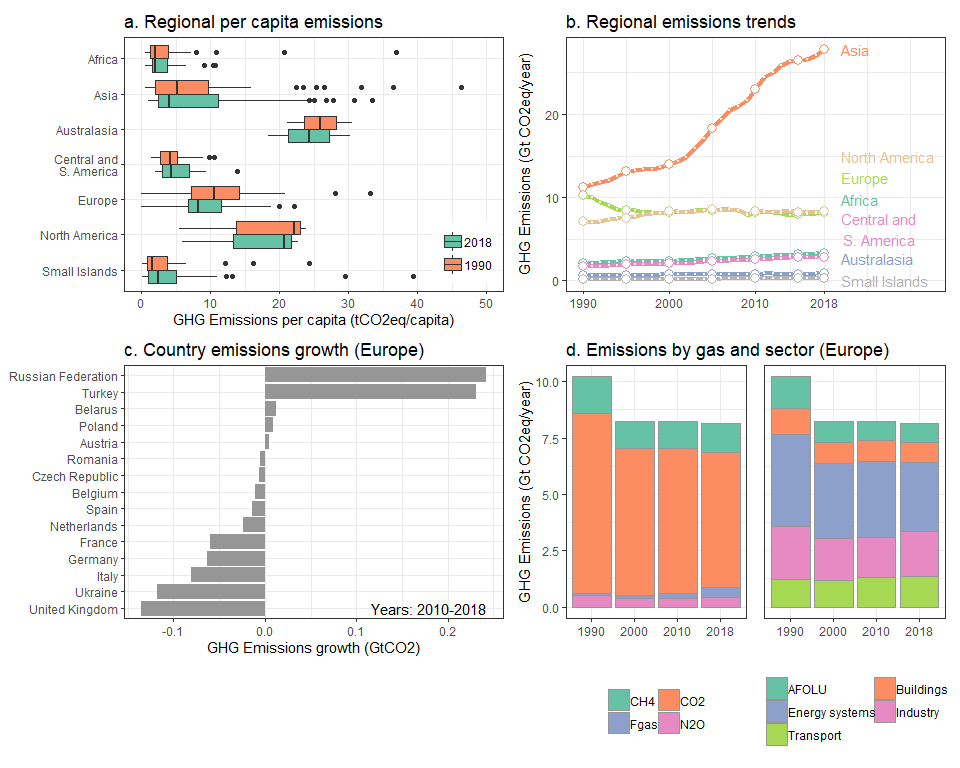 a. Regional per capita emissions
Africa
Asia
Australasia
Central and
S. America
Europe
North America
Small Islands
2018
1990
0 10 20 30 40 50
GHG Emissions per capita (tCO2eq/capita)
b. Regional emissions trends
GHG Emissions (Gt CO2eq/year)
20
10
0
Asia
North America
Europe
Africa
Central and
S. America
Australasia
Small Islands
1990 2000 2010 2018
c. Country emissions growth (Europe)
Russian Federation
Turkey
Belarus
Poland
Austria
Romania
Czech Republic
Belgium
Spain
Netherlands
France
Germany
Italy
Ukraine
United Kingdom
Years: 2010-2018
-0.1 0.0 0.1 0.2
GHG Emissions growth (GtCO2)
d. Emissions by gas and sector (Europe)
GHG Emissions (Gt CO2eq/year)
10.0
7.5
5.0
2.5
0.0
1990 2000 2010 2018
1990 2000 2010 2018
CH4 CO2
Fgas N2O
AFOLU Buildings
Energy systems Industry
Transport